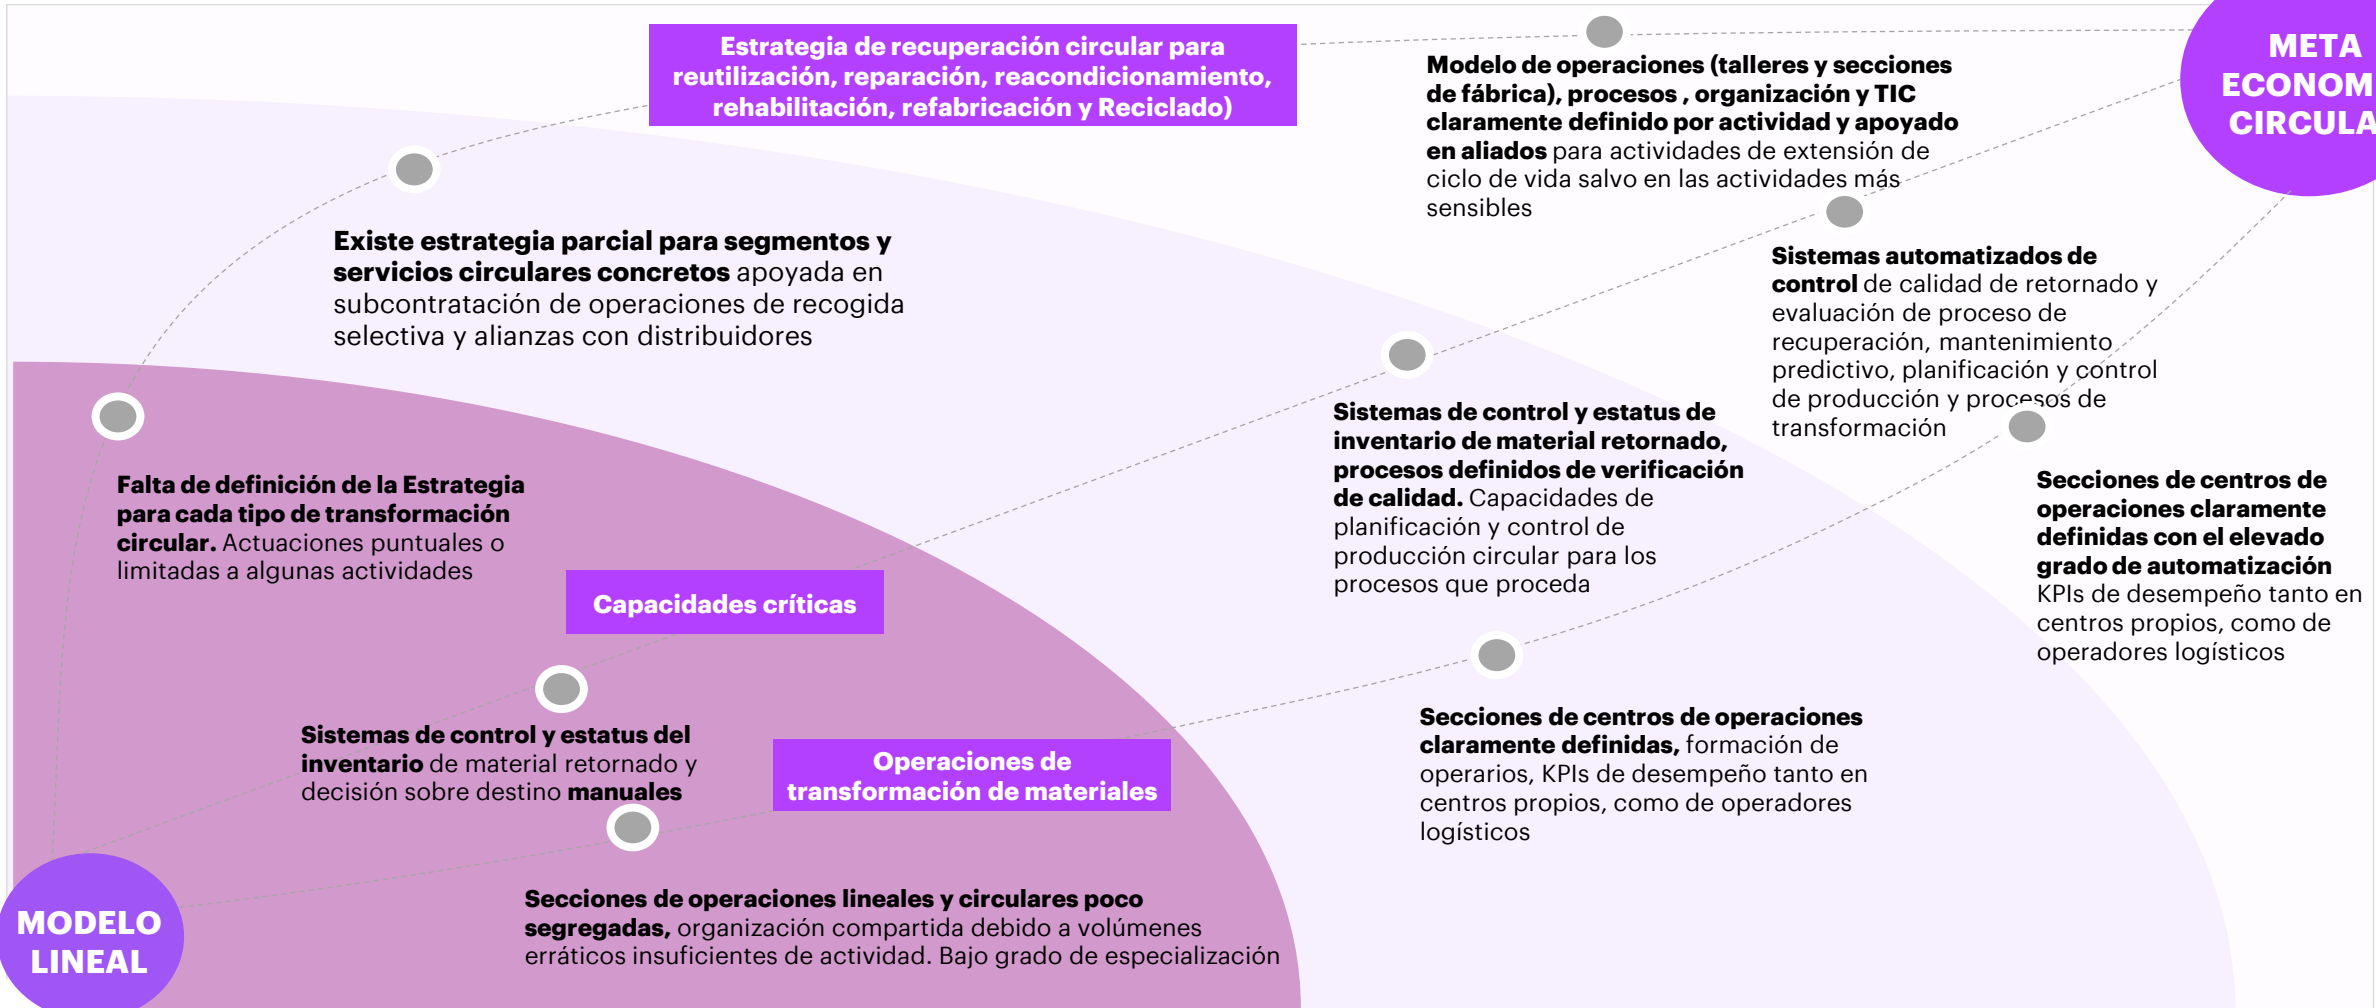 Estrategia de recuperación circular para
reutilización, reparación, reacondicionamiento,
rehabilitación, refabricación y Reciclado)
META
ECONOM
CIRCULA
Modelo de operaciones (talleres y secciones
de fábrica), procesos , organización y TIC
claramente definido por actividad y apoyado
en aliados para actividades de extensión de
ciclo de vida salvo en las actividades más
sensibles
Existe estrategia parcial para segmentos y
servicios circulares concretos apoyada en
subcontratación de operaciones de recogida
selectiva y alianzas con distribuidores
Sistemas automatizados de
control de calidad de retornado y
evaluación de proceso de
recuperación, mantenimiento
predictivo, planificación y control
de producción y procesos de
transformación
Sistemas de control y estatus de
inventario de material retornado,
procesos definidos de verificación
de calidad. Capacidades de
planificación y control de
producción circular para los
procesos que proceda
Falta de definición de la Estrategia
para cada tipo de transformación
circular. Actuaciones puntuales o
limitadas a algunas actividades
Secciones de centros de
operaciones claramente
definidas con el elevado
grado de automatización
KPIs de desempeño tanto en
centros propios, como de
operadores logísticos
Capacidades críticas
Sistemas de control y estatus del
inventario de material retornado y
decisión sobre destino manuales
Operaciones de
transformación de materiales
Secciones de centros de operaciones
claramente definidas, formación de
operarios, KPIs de desempeño tanto en
centros propios, como de operadores
logísticos
Secciones de operaciones lineales y circulares poco
segregadas, organización compartida debido a volúmenes
erráticos insuficientes de actividad. Bajo grado de especialización
MODELO
LINEAL